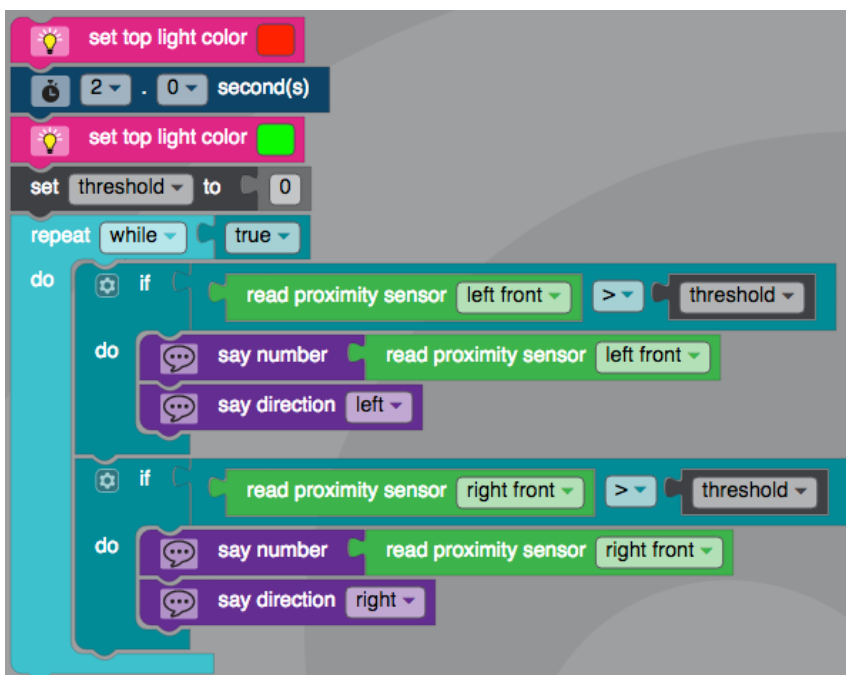 set top light color
2 . 0 second(s)
set top light color
set threshold to 0
repeat while true
do if read proximity sensor left front > threshold
do say number read proximity sensor left front
say direction left
if read proximity sensor right front > threshold
do say number read proximity sensor right front
say direction right